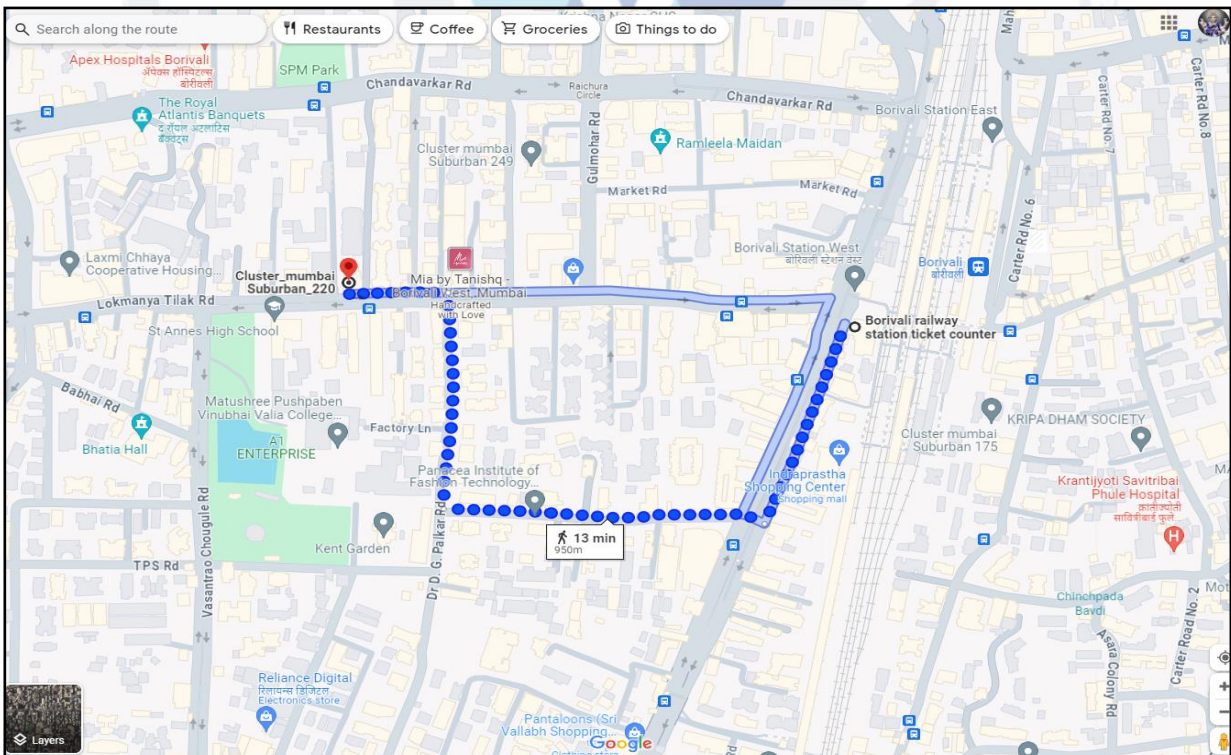 Search along the route
Restaurants
Coffee
Groceries
Things to do
Apex Hospitals Borivali
अ‍ॅपेक्स हॉस्पिटल्स
बोरीवली
SPM Park
Chandavarkar Rd
Raichura
Circle
Chandavarkar Rd
Borivali Station East
The Royal
Atlantis Banquets
द रॉयल अटलांटिस
बँक्वेट्स
Cluster mumbai
Suburban 249
Gulmohar Rd
Ramleela Maidan
Market Rd
Market Rd
Carter Rd No. 7
Carter Rd No. 8
Carter Rd No. 6
Laxmi Chhaya
Cooperative Housing...
Cluster_mumbai
Suburban_220
Mia by Tanishq -
Borivali West, Mumbai
Handcrafted
with Love
Borivali Station West
बोरिवली स्टेशन वेस्ट
Borivali
बोरीवली
Lokmanya Tilak Rd
St Annes High School
Borivali railway
station ticket counter
Babhai Rd
Bhatia Hall
Matushree Pushpaben
Vinubhai Valia College...
Factory Ln
A1
ENTERPRISE
Panacea Institute of
Fashion Technology...
Indraprastha
Shopping Center
Shopping mall
KRIPA DHAM SOCIETY
Cluster mumbai
Suburban 175
Krantijyoti Savitribai
Phule Hospital
क्रांतीज्योती
सावित्रीबाई फुले...
H
13 min
950m
Kent Garden
TPS Rd
Vasantrao Chougule Rd
Dr D. G. Palkar Rd
Chinchpada
Bavdi
Asara Colony Rd
Carter Road No. 2
Reliance Digital
रिलायन्स डिजिटल
Electronics store
Pantaloons (Sri
Vallabh Shopping...
Google
Layers